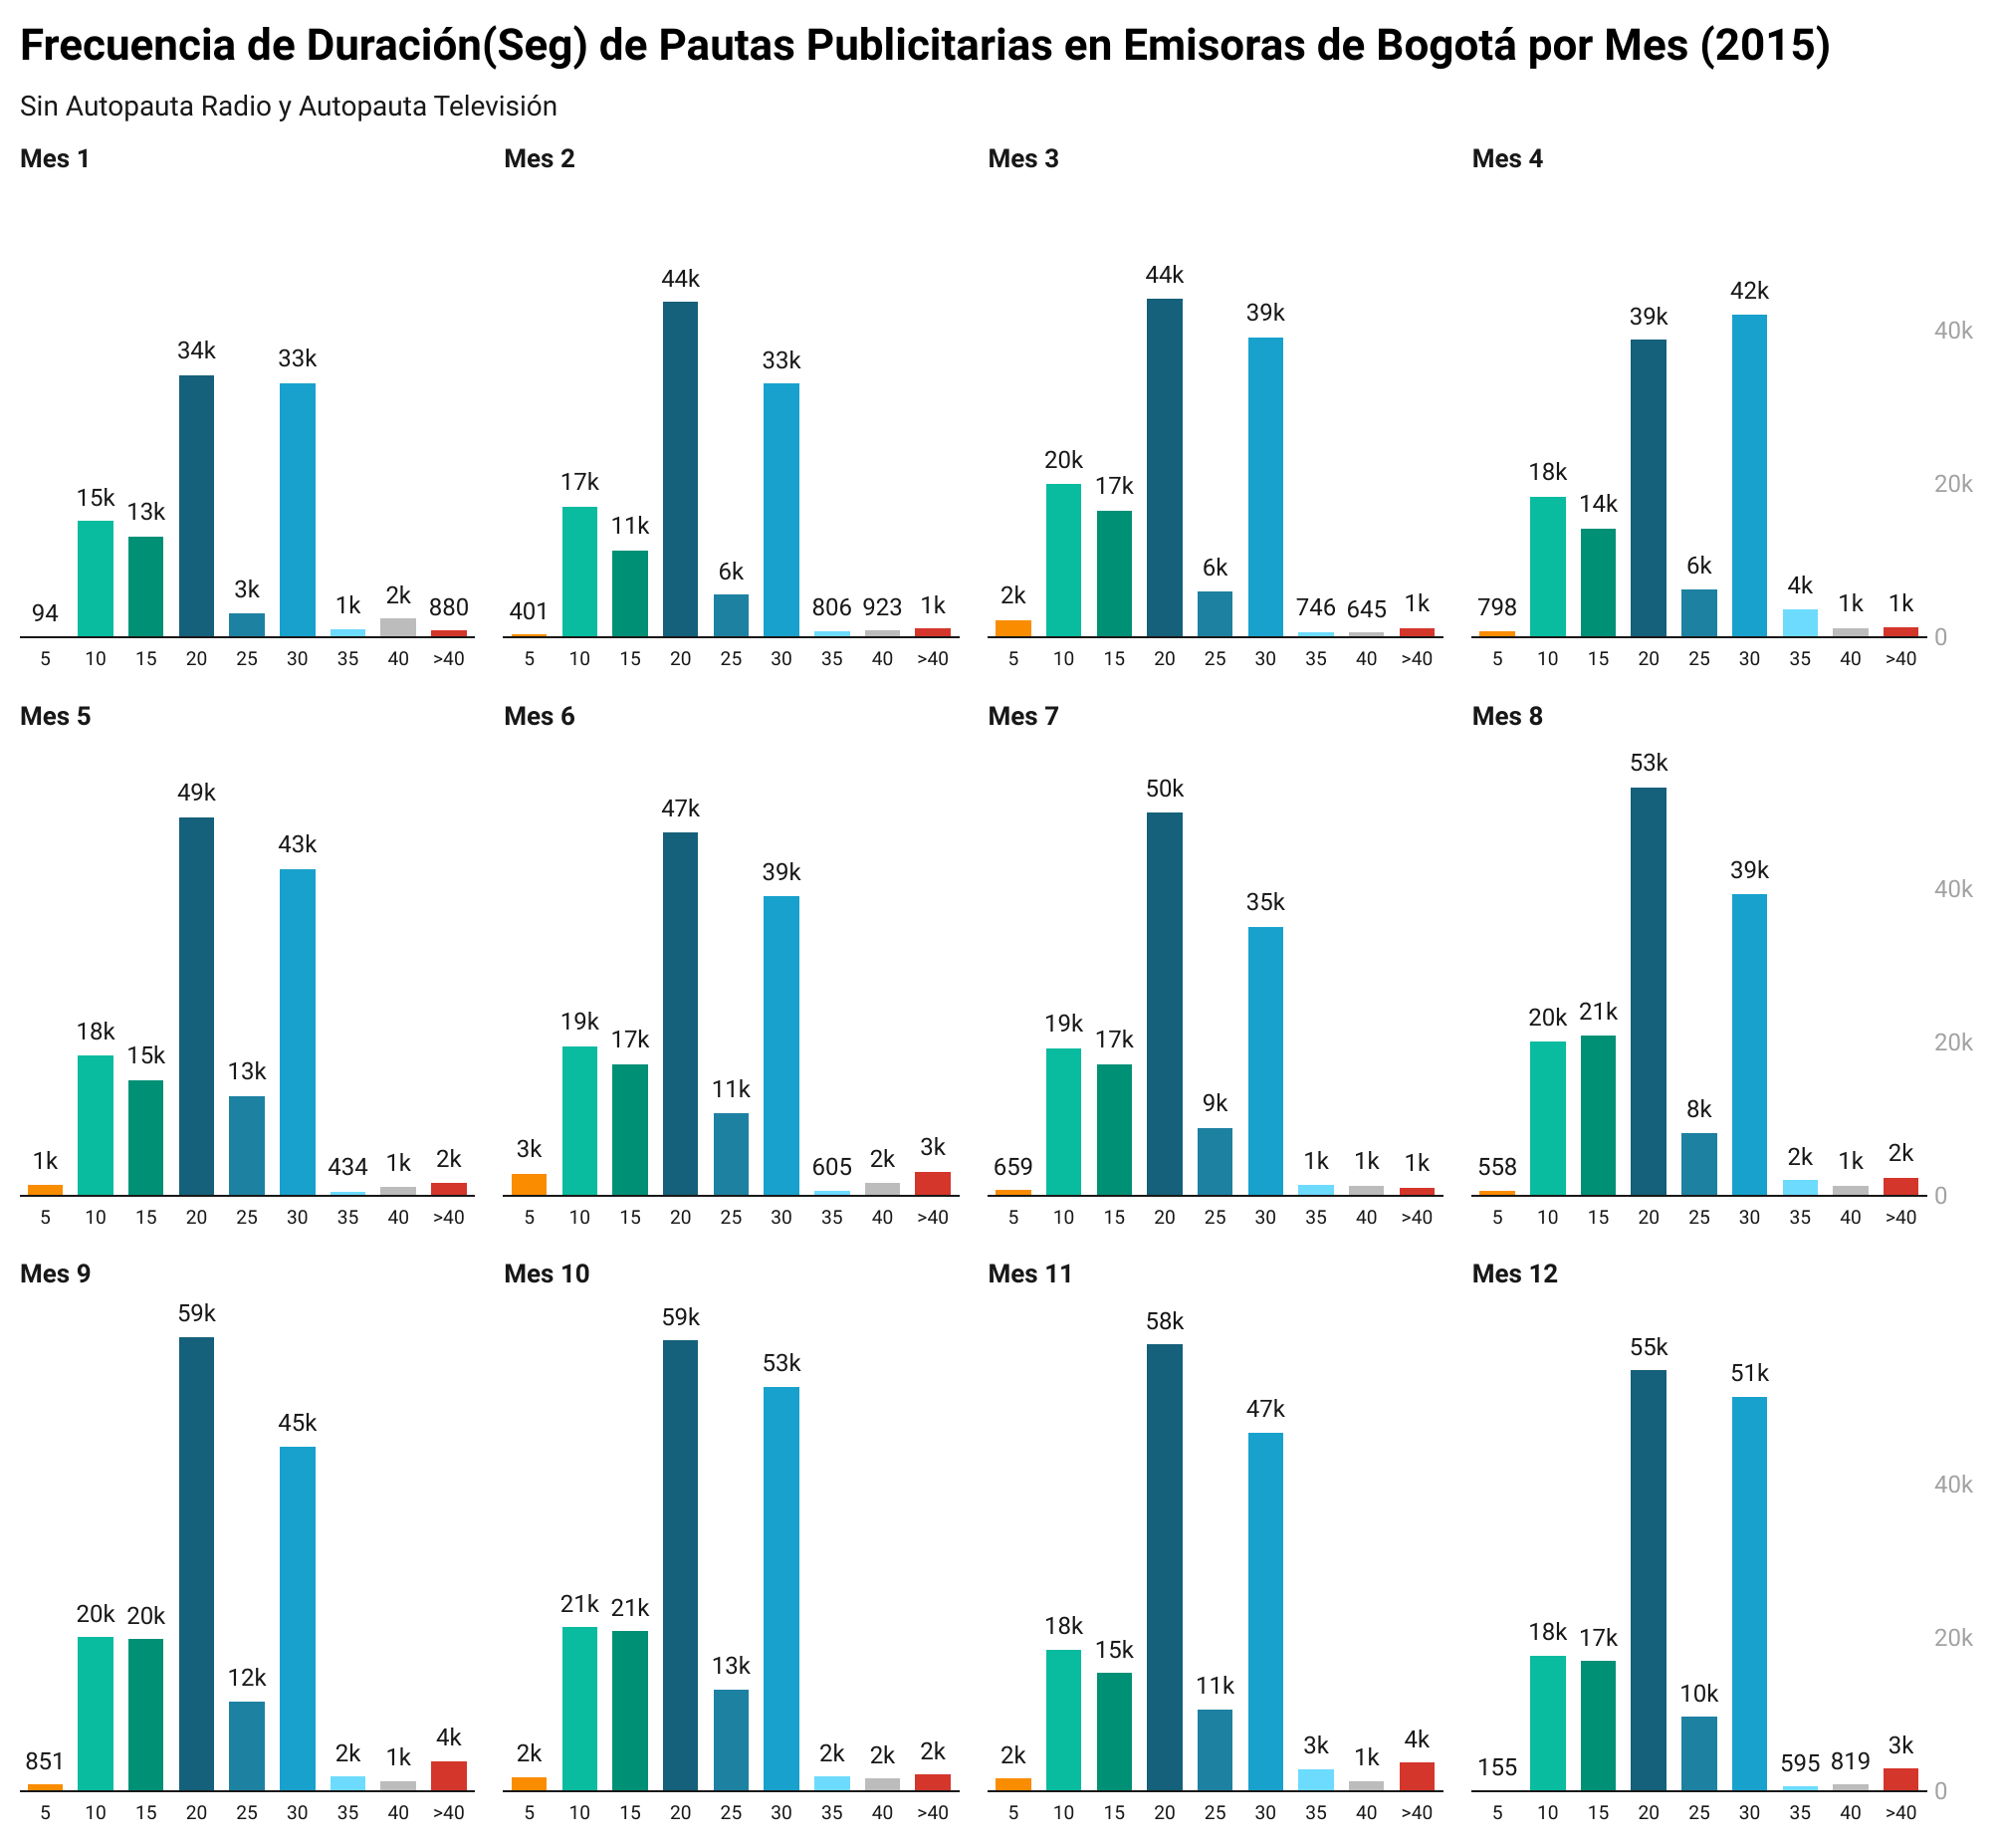 Frecuencia de Duración(Seg) de Pautas Publicitarias en Emisoras de Bogotá por Mes (2015)
Sin Autopauta Radio y Autopauta Televisión
Mes 1
94 15k 13k 34k 3k 33k 1k 2k 880
5 10 15 20 25 30 35 40 >40
Mes 2
401 17k 11k 44k 6k 33k 806 923 1k
5 10 15 20 25 30 35 40 >40
Mes 3
2k 20k 17k 44k 6k 39k 746 645 1k
5 10 15 20 25 30 35 40 >40
Mes 4
798 18k 14k 39k 6k 42k 4k 1k 1k
5 10 15 20 25 30 35 40 >40
40k
20k
0
Mes 5
1k 18k 15k 49k 13k 43k 434 1k 2k
5 10 15 20 25 30 35 40 >40
Mes 6
3k 19k 17k 47k 11k 39k 605 2k 3k
5 10 15 20 25 30 35 40 >40
Mes 7
659 19k 17k 50k 9k 35k 1k 1k 1k
5 10 15 20 25 30 35 40 >40
Mes 8
558 20k 21k 53k 8k 39k 2k 1k 2k
5 10 15 20 25 30 35 40 >40
40k
20k
0
Mes 9
851 20k 20k 59k 12k 45k 2k 1k 4k
5 10 15 20 25 30 35 40 >40
Mes 10
2k 21k 21k 59k 13k 53k 2k 2k 2k
5 10 15 20 25 30 35 40 >40
Mes 11
2k 18k 15k 58k 11k 47k 3k 1k 4k
5 10 15 20 25 30 35 40 >40
Mes 12
155 18k 17k 55k 10k 51k 595 819 3k
5 10 15 20 25 30 35 40 >40
40k
20k
0